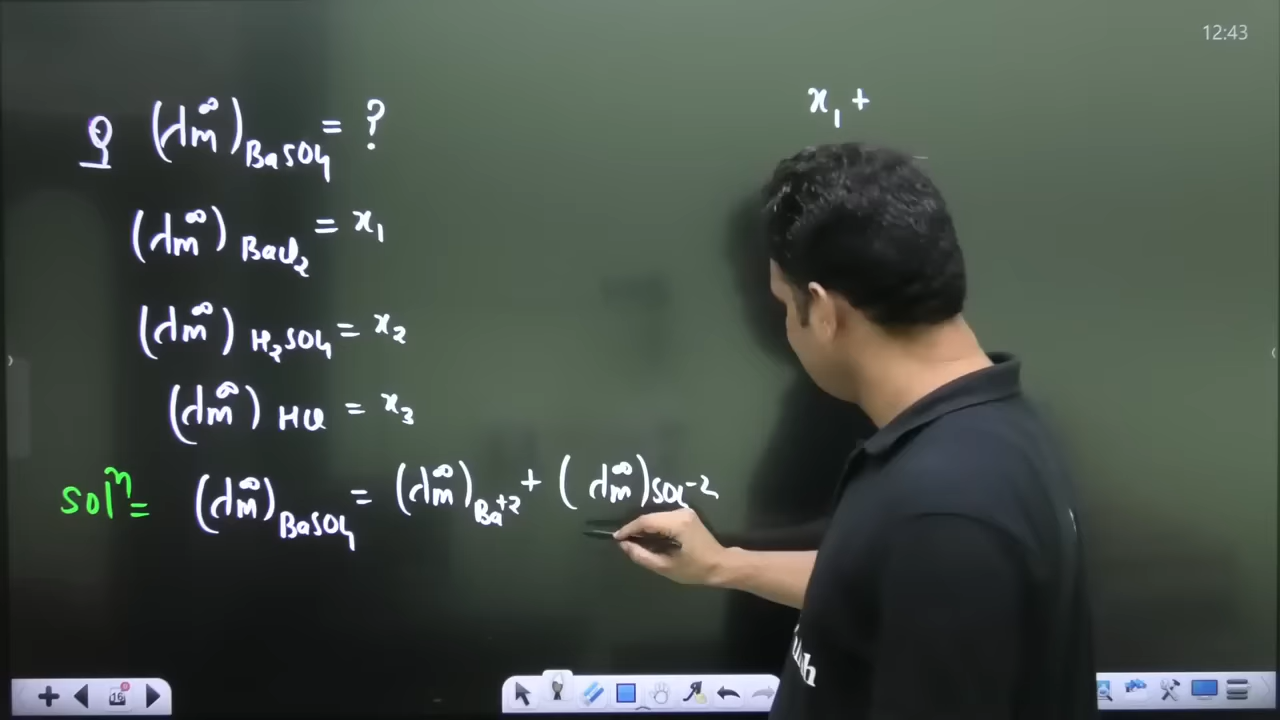 12:43
x₁ +
Q (λm^∞)BaSO4 = ?
(λm^∞) BaCl2 = x₁
(λm^∞) H2SO4 = x₂
(λm^∞) HCl = x₃
Solⁿ= (λm^∞)BaSO4 = (λm^∞)Ba+2 + (λm^∞)SO4-2
16